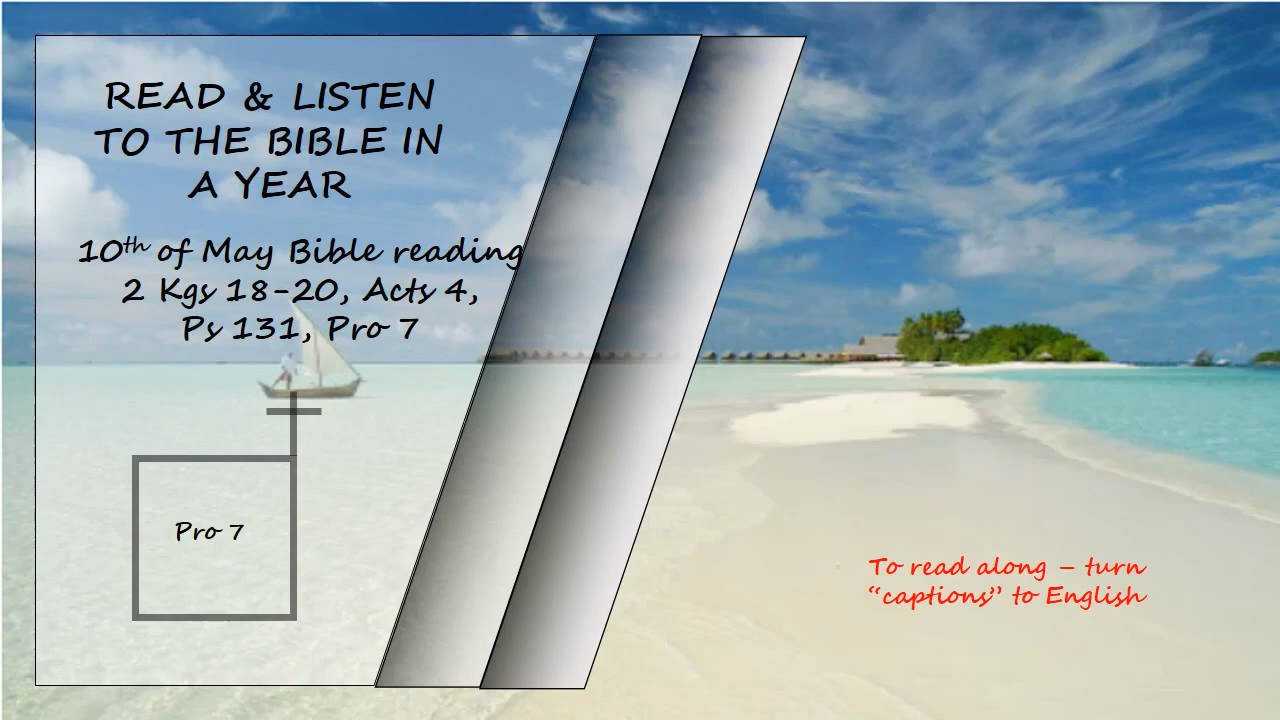 READ & LISTEN
TO THE BIBLE IN
A YEAR
10th of May Bible reading
2 Kgs 18-20, Acts 4,
Ps 131, Pro 7
Pro 7
To read along – turn
“captions” to English